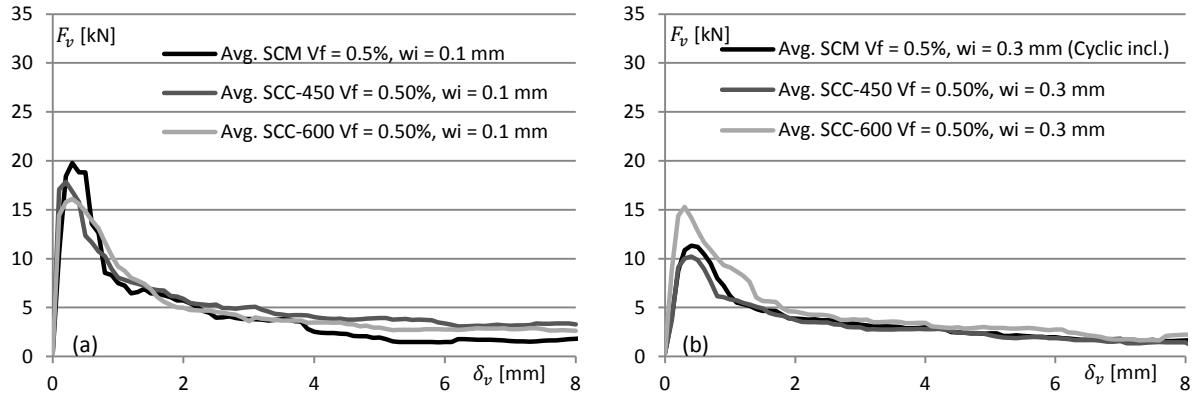 35
30
25
20
15
10
5
0
F_v [kN]
Avg. SCM Vf = 0.5%, wi = 0.1 mm
Avg. SCC-450 Vf = 0.50%, wi = 0.1 mm
Avg. SCC-600 Vf = 0.50%, wi = 0.1 mm
(a)
0 2 4 6 8
δ_v [mm]
35
30
25
20
15
10
5
0
F_v [kN]
Avg. SCM Vf = 0.5%, wi = 0.3 mm (Cyclic incl.)
Avg. SCC-450 Vf = 0.50%, wi = 0.3 mm
Avg. SCC-600 Vf = 0.50%, wi = 0.3 mm
(b)
0 2 4 6 8
δ_v [mm]